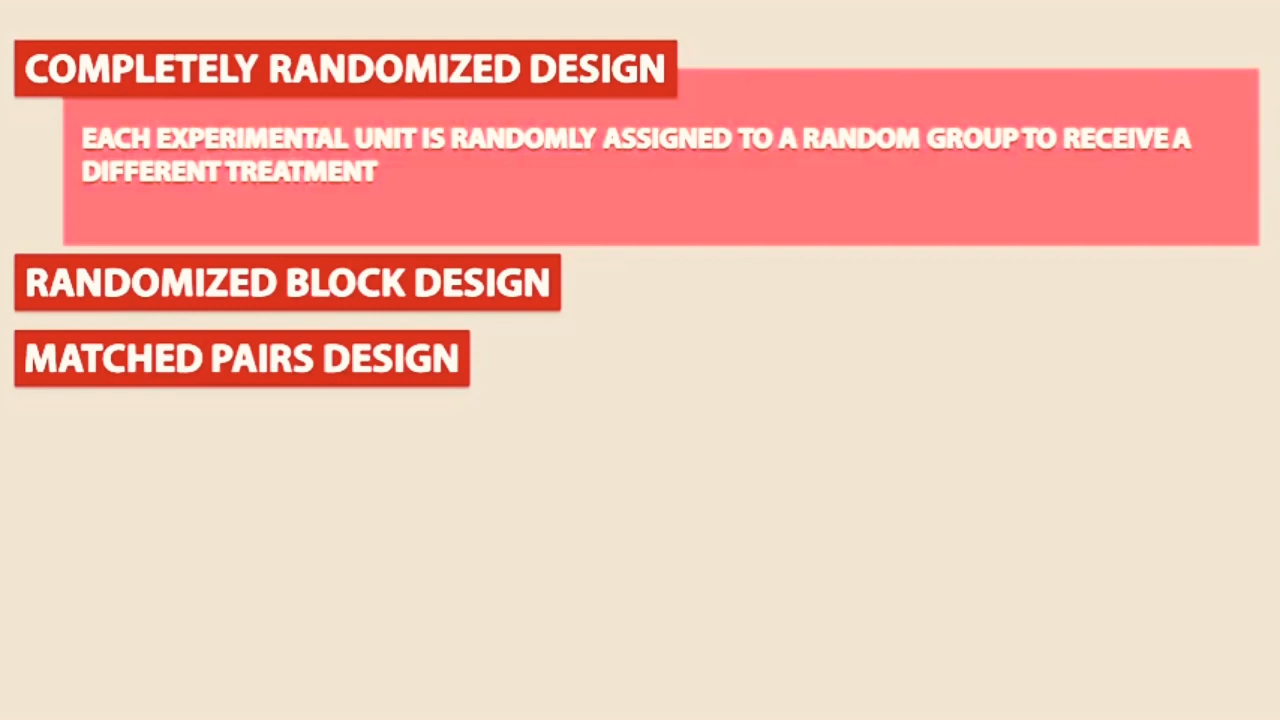 COMPLETELY RANDOMIZED DESIGN
EACH EXPERIMENTAL UNIT IS RANDOMLY ASSIGNED TO A RANDOM GROUP TO RECEIVE A
DIFFERENT TREATMENT
RANDOMIZED BLOCK DESIGN
MATCHED PAIRS DESIGN